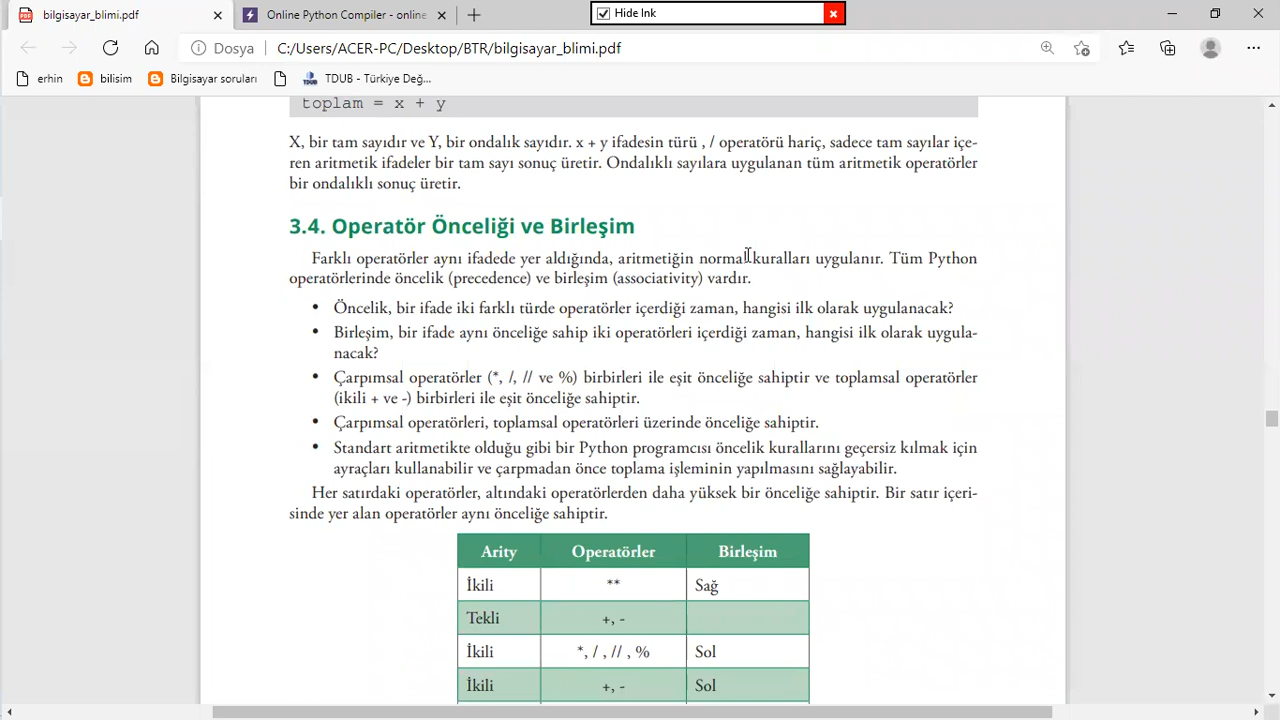 bilgisayar_blimi.pdf
Online Python Compiler - online
Hide Ink
Dosya
C:/Users/ACER-PC/Desktop/BTR/bilgisayar_blimi.pdf
erhin
bilisim
Bilgisayar soruları
TDUB - Türkiye Değ...
toplam = x + y
X, bir tam sayıdır ve Y, bir ondalık sayıdır. x + y ifadesin türü , / operatörü hariç, sadece tam sayılar içe-
ren aritmetik ifadeler bir tam sayı sonuç üretir. Ondalıklı sayılara uygulanan tüm aritmetik operatörler
bir ondalıklı sonuç üretir.
3.4. Operatör Önceliği ve Birleşim
Farklı operatörler aynı ifadede yer aldığında, aritmetiğin normal kuralları uygulanır. Tüm Python
operatörlerinde öncelik (precedence) ve birleşim (associativity) vardır.
• Öncelik, bir ifade iki farklı türde operatörler içerdiği zaman, hangisi ilk olarak uygulanacak?
• Birleşim, bir ifade aynı önceliğe sahip iki operatörleri içerdiği zaman, hangisi ilk olarak uygula-
nacak?
• Çarpımsal operatörler (*, /, // ve %) birbirleri ile eşit önceliğe sahiptir ve toplamsal operatörler
(ikili + ve -) birbirleri ile eşit önceliğe sahiptir.
• Çarpımsal operatörleri, toplamsal operatörleri üzerinde önceliğe sahiptir.
• Standart aritmetikte olduğu gibi bir Python programcısı öncelik kurallarını geçersiz kılmak için
ayraçları kullanabilir ve çarpmadan önce toplama işleminin yapılmasını sağlayabilir.
Her satırdaki operatörler, altındaki operatörlerden daha yüksek bir önceliğe sahiptir. Bir satır içeri-
sinde yer alan operatörler aynı önceliğe sahiptir.
Arity Operatörler Birleşim
İkili ** Sağ
Tekli +, -
İkili *, / , // , % Sol
İkili +, - Sol